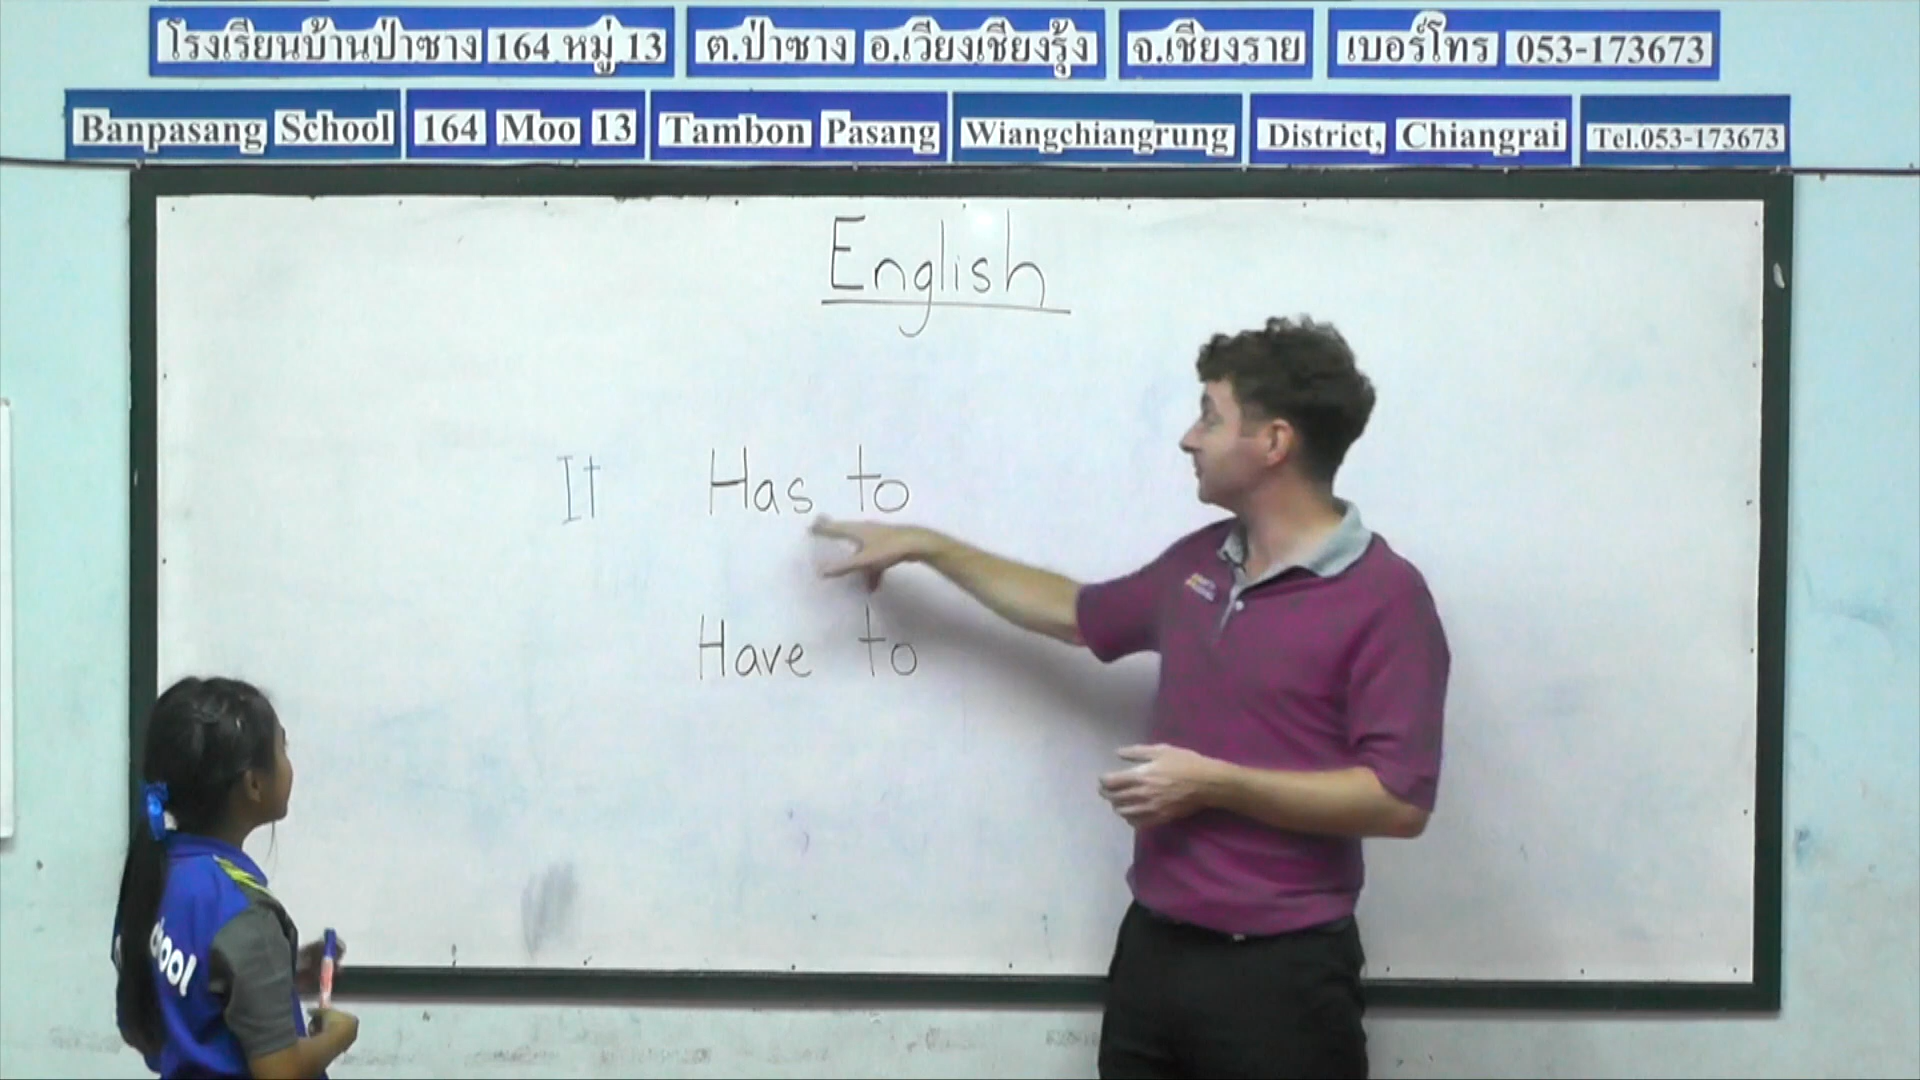 โรงเรียนบ้านป่าซาง 164 หมู่ 13 ต.ป่าซาง อ.เวียงเชียงรุ้ง จ.เชียงราย เบอร์โทร 053-173673
Banpasang School 164 Moo 13 Tambon Pasang Wiangchiangrung District, Chiangrai Tel.053-173673
English
It Has to
Have to